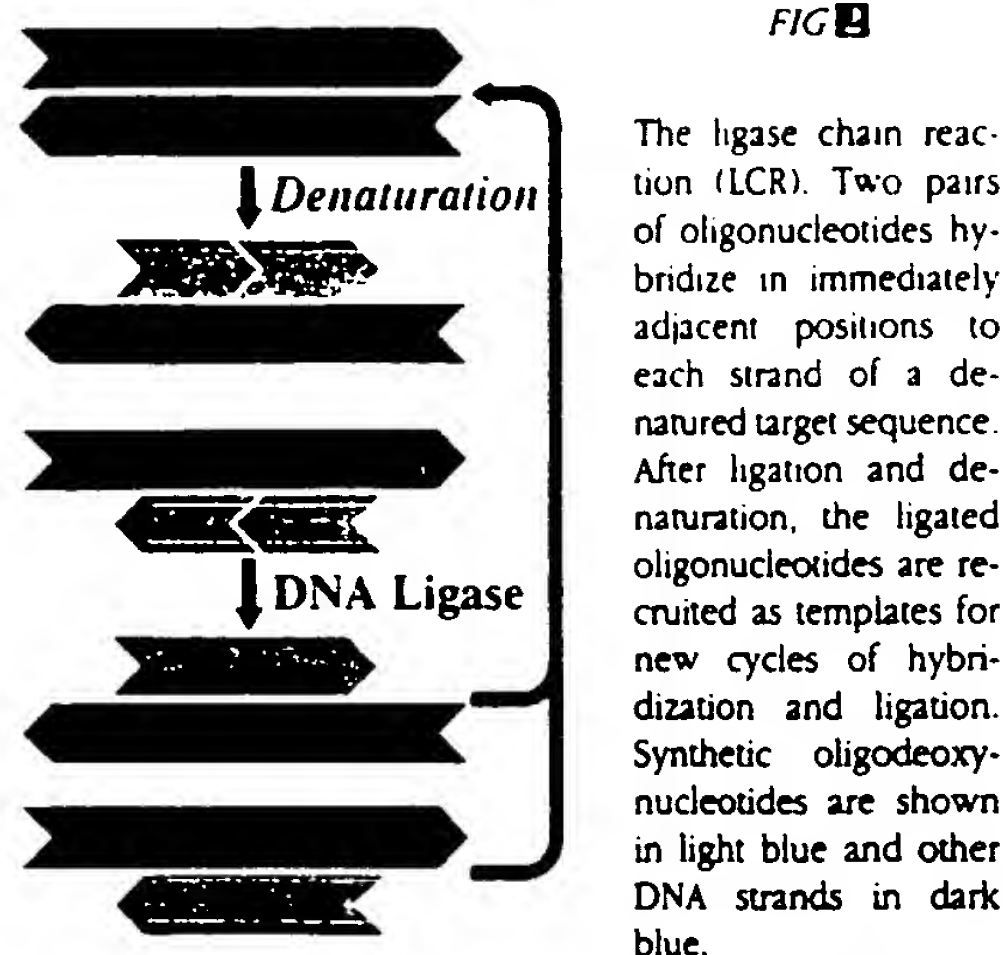 FIG
The ligase chain reac-
tion (LCR). Two pairs
of oligonucleotides hy-
bridize in immediately
adjacent positions to
each strand of a de-
natured target sequence.
After ligation and de-
naturation, the ligated
oligonucleotides are re-
cruited as templates for
new cycles of hybri-
dization and ligation.
Synthetic oligodeoxy-
nucleotides are shown
in light blue and other
DNA strands in dark
blue.
Denaturation
DNA Ligase